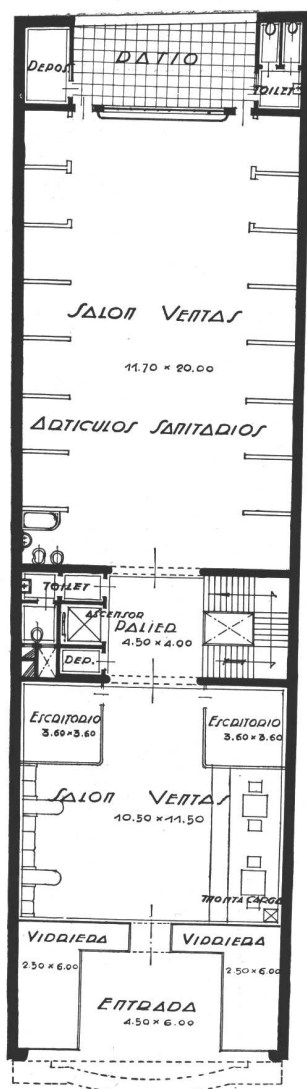 DEPOS.
PATIO
TOILET
SALON VENTAS
11.70 × 20.00
ARTICULOS SANITARIOS
TOILET
ASCENSOR
PALIER
4.50 × 4.00
DEP.
ESCRITORIO
3.60 × 3.60
ESCRITORIO
3.60 × 3.60
SALON VENTAS
10.50 × 11.50
MONTA CARGA
VIDRIERA
2.50 × 6.00
VIDRIERA
2.50 × 6.00
ENTRADA
4.50 × 6.00